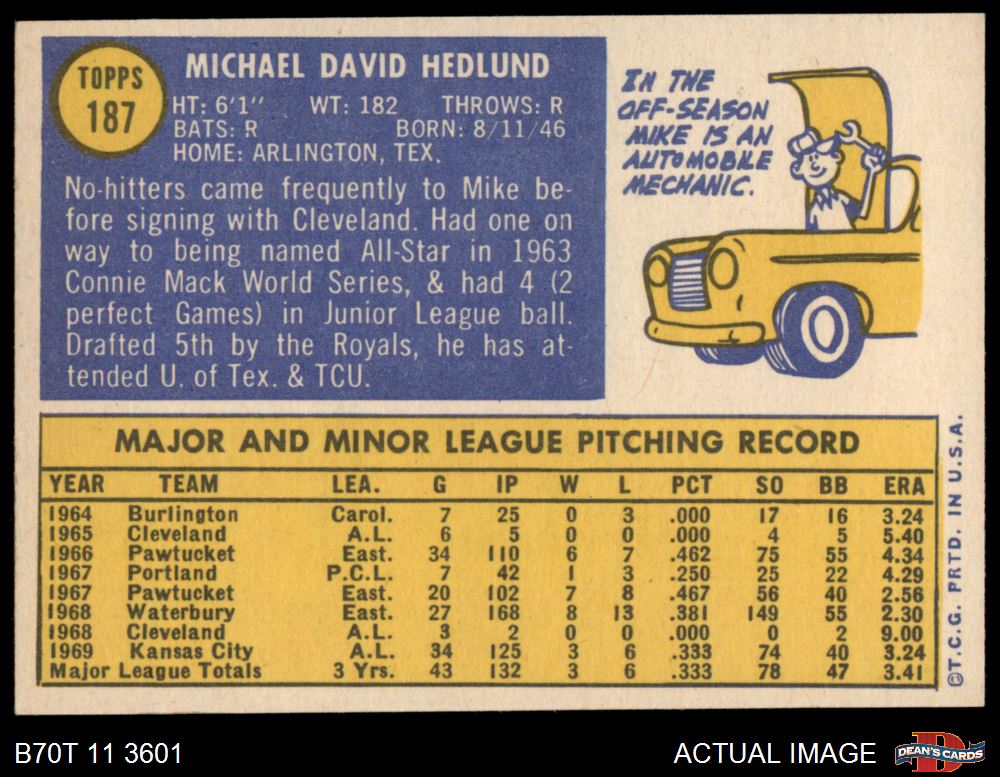 TOPPS
187
MICHAEL DAVID HEDLUND
HT: 6'1" WT: 182 THROWS: R
BATS: R BORN: 8/11/46
HOME: ARLINGTON, TEX.
No-hitters came frequently to Mike be-
fore signing with Cleveland. Had one on
way to being named All-Star in 1963
Connie Mack World Series, & had 4 (2
perfect Games) in Junior League ball.
Drafted 5th by the Royals, he has at-
tended U. of Tex. & TCU.
IN THE
OFF-SEASON
MIKE IS AN
AUTOMOBILE
MECHANIC.
MAJOR AND MINOR LEAGUE PITCHING RECORD
YEAR TEAM LEA. G IP W L PCT SO BB ERA
1964 Burlington Carol. 7 25 0 3 .000 17 16 3.24
1965 Cleveland A.L. 6 5 0 0 .000 4 5 5.40
1966 Pawtucket East. 34 110 6 7 .462 75 55 4.34
1967 Portland P.C.L. 7 42 1 3 .250 25 22 4.29
1967 Pawtucket East. 20 102 7 8 .467 56 40 2.56
1968 Waterbury East. 27 168 8 13 .381 149 55 2.30
1968 Cleveland A.L. 3 2 0 0 .000 0 2 9.00
1969 Kansas City A.L. 34 125 3 6 .333 74 40 3.24
Major League Totals 3 Yrs. 43 132 3 6 .333 78 47 3.41
©T.C.G. PRTD. IN U.S.A.
B70T 11 3601
ACTUAL IMAGE
D
DEAN'S CARDS